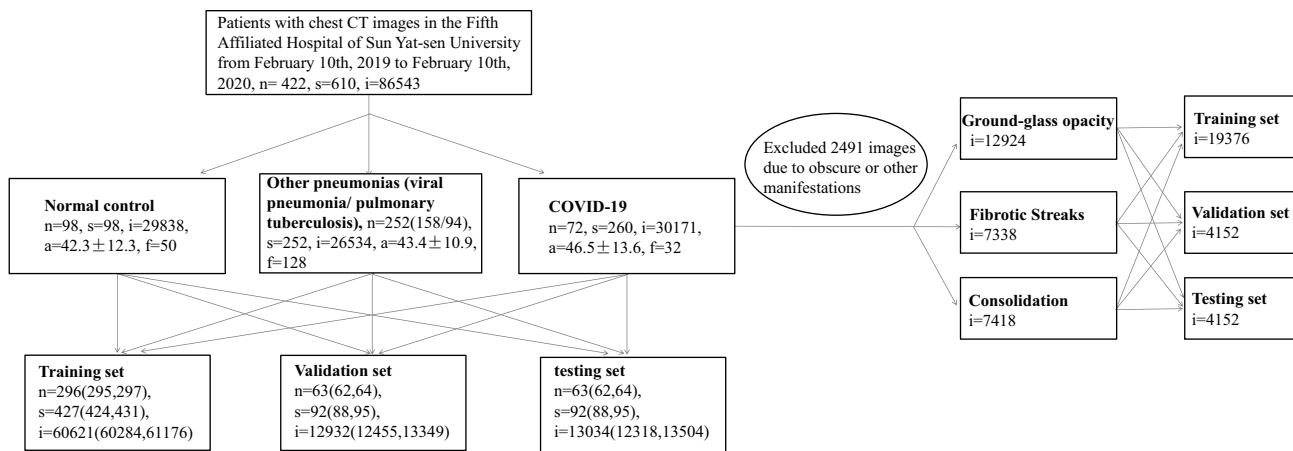 Patients with chest CT images in the Fifth
Affiliated Hospital of Sun Yat-sen University
from February 10th, 2019 to February 10th,
2020, n= 422, s=610, i=86543
Normal control
n=98, s=98, i=29838,
a=42.3±12.3, f=50
Other pneumonias (viral
pneumonia/ pulmonary
tuberculosis), n=252(158/94),
s=252, i=26534, a=43.4±10.9,
f=128
COVID-19
n=72, s=260, i=30171,
a=46.5±13.6, f=32
Training set
n=296(295,297),
s=427(424,431),
i=60621(60284,61176)
Validation set
n=63(62,64),
s=92(88,95),
i=12932(12455,13349)
testing set
n=63(62,64),
s=92(88,95),
i=13034(12318,13504)
Excluded 2491 images
due to obscure or other
manifestations
Ground-glass opacity
i=12924
Fibrotic Streaks
i=7338
Consolidation
i=7418
Training set
i=19376
Validation set
i=4152
Testing set
i=4152